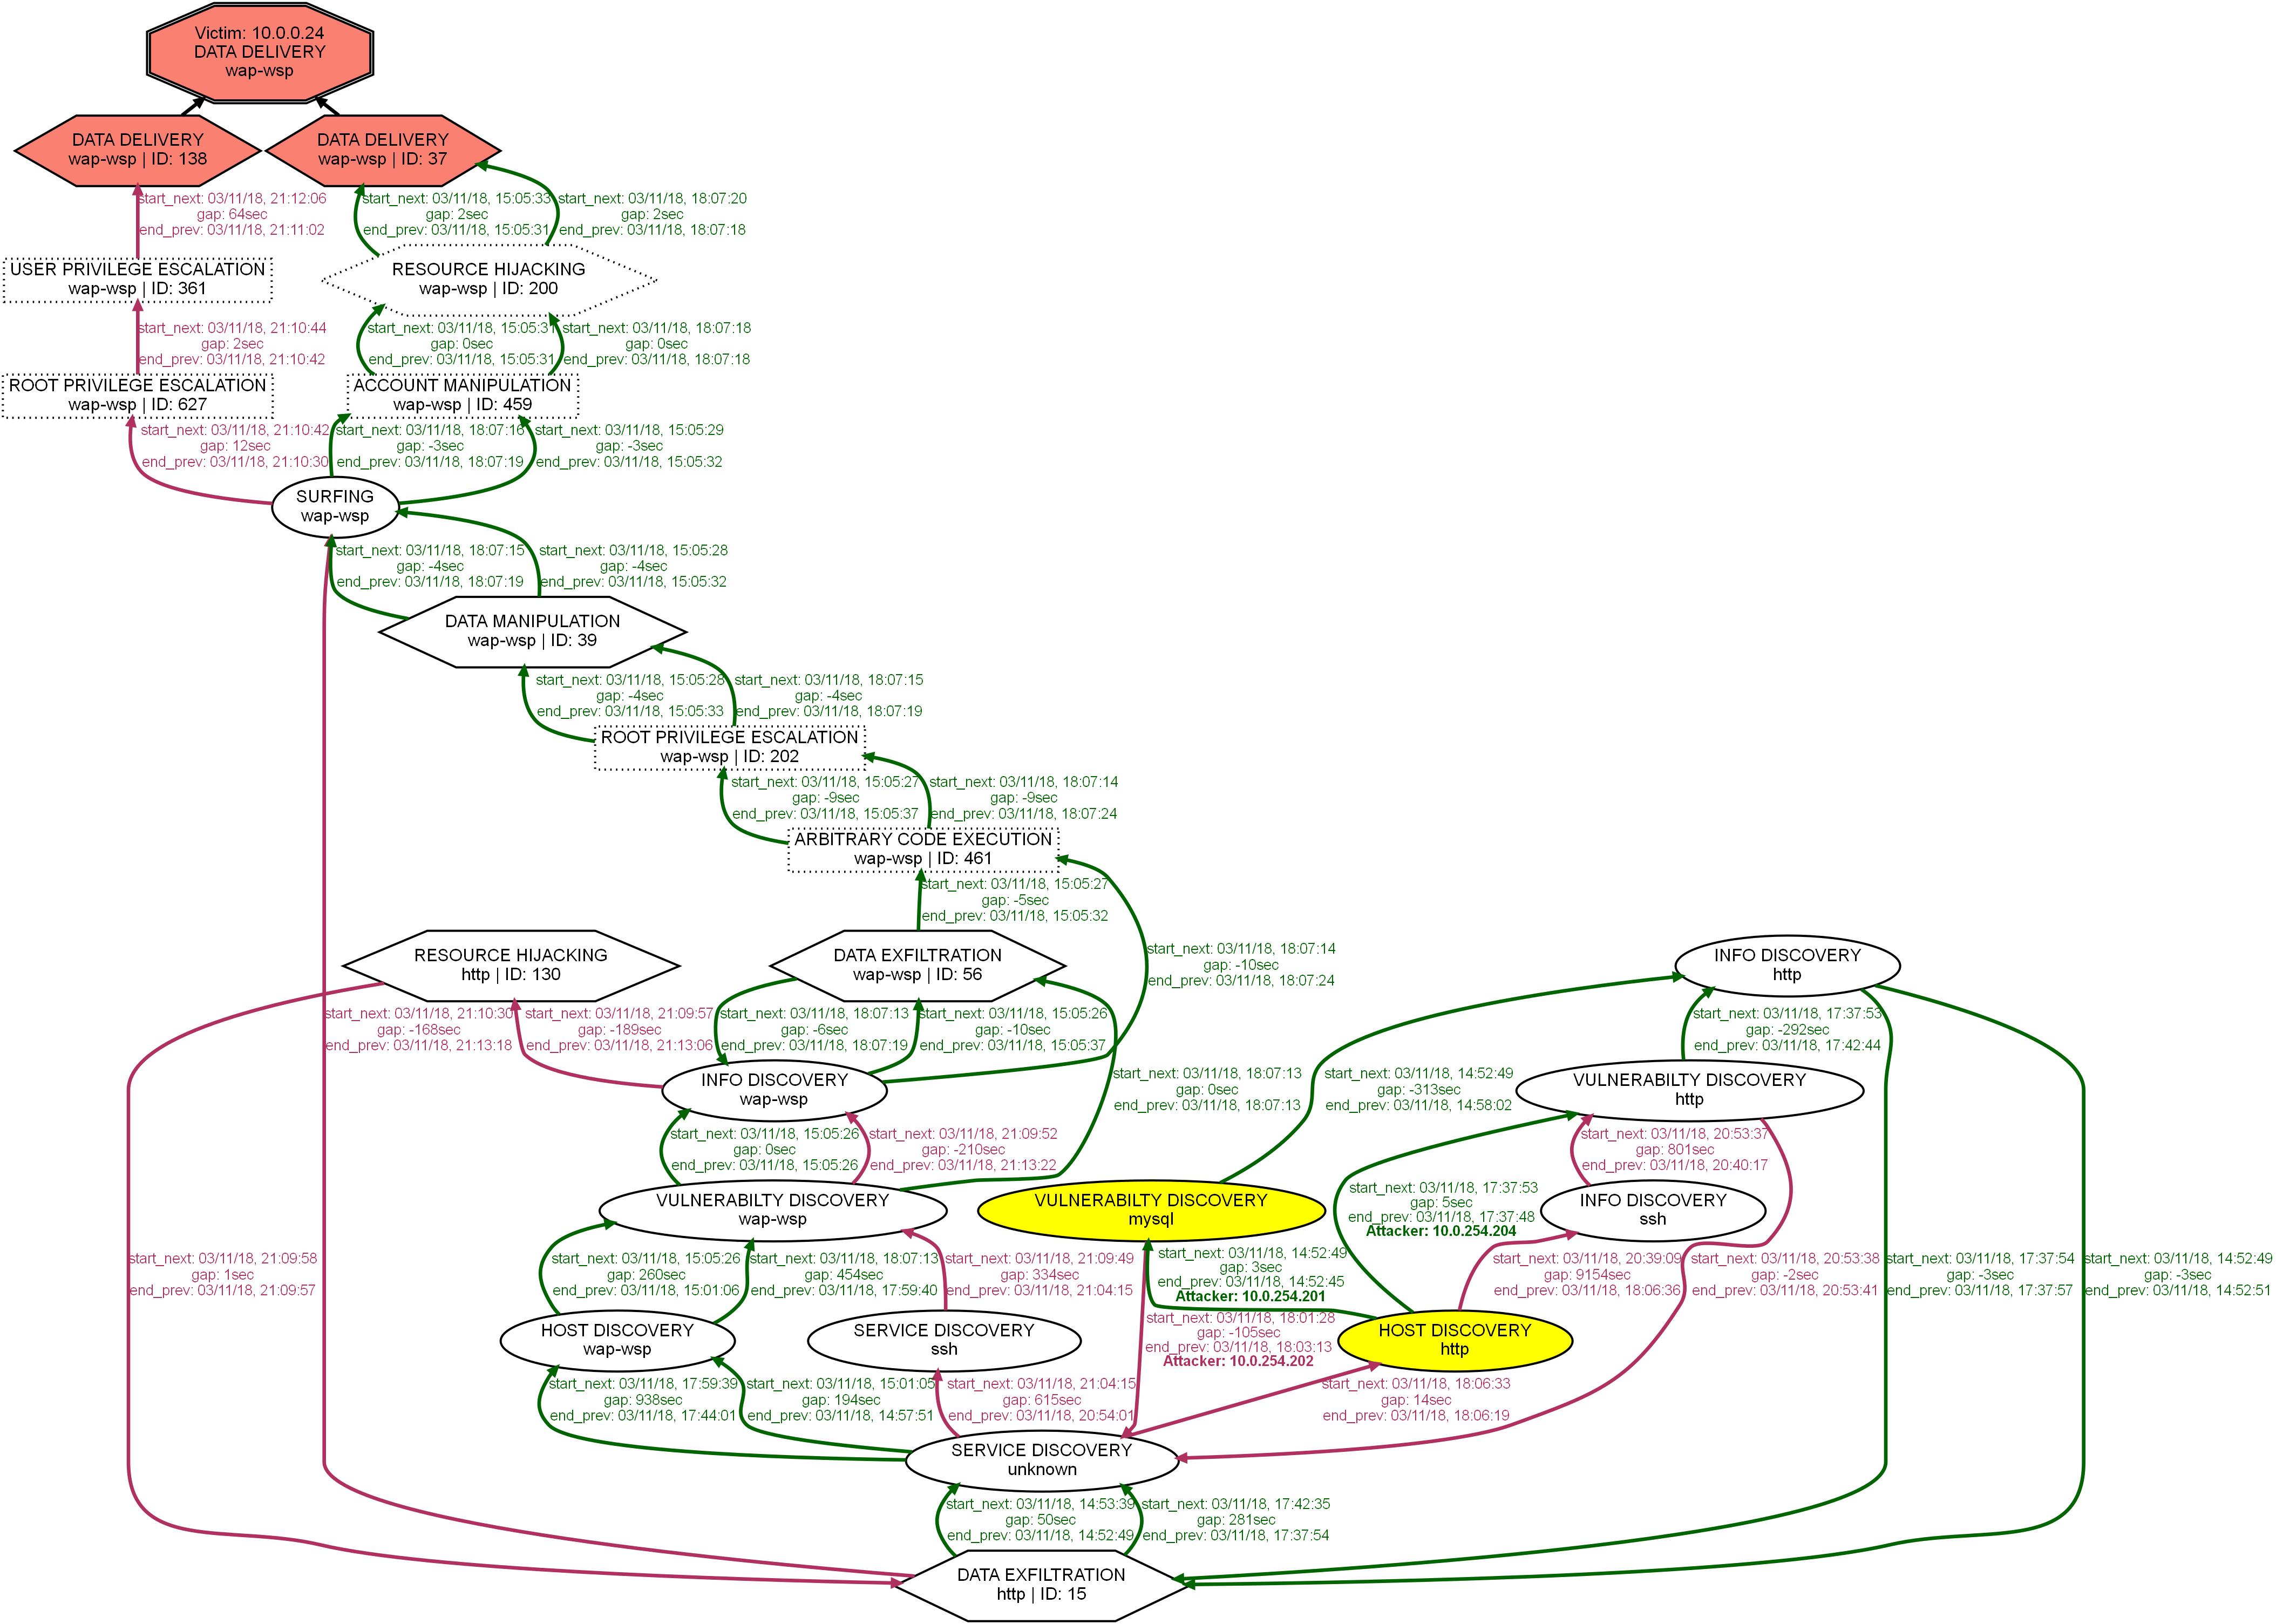 Victim: 10.0.0.24
DATA DELIVERY
wap-wsp
DATA DELIVERY
wap-wsp | ID: 138
DATA DELIVERY
wap-wsp | ID: 37
start_next: 03/11/18, 21:12:06
gap: 64sec
end_prev: 03/11/18, 21:11:02
start_next: 03/11/18, 15:05:33
gap: 2sec
end_prev: 03/11/18, 15:05:31
start_next: 03/11/18, 18:07:20
gap: 2sec
end_prev: 03/11/18, 18:07:18
USER PRIVILEGE ESCALATION
wap-wsp | ID: 361
RESOURCE HIJACKING
wap-wsp | ID: 200
start_next: 03/11/18, 21:10:44
gap: 2sec
end_prev: 03/11/18, 21:10:42
start_next: 03/11/18, 15:05:31
gap: 0sec
end_prev: 03/11/18, 15:05:31
start_next: 03/11/18, 18:07:18
gap: 0sec
end_prev: 03/11/18, 18:07:18
ROOT PRIVILEGE ESCALATION
wap-wsp | ID: 627
ACCOUNT MANIPULATION
wap-wsp | ID: 459
start_next: 03/11/18, 21:10:42
gap: 12sec
end_prev: 03/11/18, 21:10:30
start_next: 03/11/18, 18:07:16
gap: -3sec
end_prev: 03/11/18, 18:07:19
start_next: 03/11/18, 15:05:29
gap: -3sec
end_prev: 03/11/18, 15:05:32
SURFING
wap-wsp
start_next: 03/11/18, 18:07:15
gap: -4sec
end_prev: 03/11/18, 18:07:19
start_next: 03/11/18, 15:05:28
gap: -4sec
end_prev: 03/11/18, 15:05:32
DATA MANIPULATION
wap-wsp | ID: 39
start_next: 03/11/18, 15:05:28
gap: -4sec
end_prev: 03/11/18, 15:05:33
start_next: 03/11/18, 18:07:15
gap: -4sec
end_prev: 03/11/18, 18:07:19
ROOT PRIVILEGE ESCALATION
wap-wsp | ID: 202
start_next: 03/11/18, 15:05:27
gap: -9sec
end_prev: 03/11/18, 15:05:37
start_next: 03/11/18, 18:07:14
gap: -9sec
end_prev: 03/11/18, 18:07:24
ARBITRARY CODE EXECUTION
wap-wsp | ID: 461
start_next: 03/11/18, 15:05:27
gap: -5sec
end_prev: 03/11/18, 15:05:32
RESOURCE HIJACKING
http | ID: 130
DATA EXFILTRATION
wap-wsp | ID: 56
start_next: 03/11/18, 18:07:14
gap: -10sec
end_prev: 03/11/18, 18:07:24
INFO DISCOVERY
http
start_next: 03/11/18, 21:10:30
gap: -168sec
end_prev: 03/11/18, 21:13:18
start_next: 03/11/18, 21:09:57
gap: -189sec
end_prev: 03/11/18, 21:13:06
start_next: 03/11/18, 18:07:13
gap: -6sec
end_prev: 03/11/18, 18:07:19
start_next: 03/11/18, 15:05:26
gap: -10sec
end_prev: 03/11/18, 15:05:37
start_next: 03/11/18, 17:37:53
gap: -292sec
end_prev: 03/11/18, 17:42:44
INFO DISCOVERY
wap-wsp
start_next: 03/11/18, 18:07:13
gap: 0sec
end_prev: 03/11/18, 18:07:13
start_next: 03/11/18, 14:52:49
gap: -313sec
end_prev: 03/11/18, 14:58:02
VULNERABILTY DISCOVERY
http
start_next: 03/11/18, 15:05:26
gap: 0sec
end_prev: 03/11/18, 15:05:26
start_next: 03/11/18, 21:09:52
gap: -210sec
end_prev: 03/11/18, 21:13:22
start_next: 03/11/18, 20:53:37
gap: 801sec
end_prev: 03/11/18, 20:40:17
VULNERABILTY DISCOVERY
wap-wsp
VULNERABILTY DISCOVERY
mysql
start_next: 03/11/18, 17:37:53
gap: 5sec
end_prev: 03/11/18, 17:37:48
Attacker: 10.0.254.204
INFO DISCOVERY
ssh
start_next: 03/11/18, 21:09:58
gap: 1sec
end_prev: 03/11/18, 21:09:57
start_next: 03/11/18, 15:05:26
gap: 260sec
end_prev: 03/11/18, 15:01:06
start_next: 03/11/18, 18:07:13
gap: 454sec
end_prev: 03/11/18, 17:59:40
start_next: 03/11/18, 21:09:49
gap: 334sec
end_prev: 03/11/18, 21:04:15
start_next: 03/11/18, 14:52:49
gap: 3sec
end_prev: 03/11/18, 14:52:45
Attacker: 10.0.254.201
start_next: 03/11/18, 20:39:09
gap: 9154sec
end_prev: 03/11/18, 18:06:36
start_next: 03/11/18, 20:53:38
gap: -2sec
end_prev: 03/11/18, 20:53:41
start_next: 03/11/18, 17:37:54
gap: -3sec
end_prev: 03/11/18, 17:37:57
start_next: 03/11/18, 14:52:49
gap: -3sec
end_prev: 03/11/18, 14:52:51
HOST DISCOVERY
wap-wsp
SERVICE DISCOVERY
ssh
start_next: 03/11/18, 18:01:28
gap: -105sec
end_prev: 03/11/18, 18:03:13
Attacker: 10.0.254.202
HOST DISCOVERY
http
start_next: 03/11/18, 17:59:39
gap: 938sec
end_prev: 03/11/18, 17:44:01
start_next: 03/11/18, 15:01:05
gap: 194sec
end_prev: 03/11/18, 14:57:51
start_next: 03/11/18, 21:04:15
gap: 615sec
end_prev: 03/11/18, 20:54:01
start_next: 03/11/18, 18:06:33
gap: 14sec
end_prev: 03/11/18, 18:06:19
SERVICE DISCOVERY
unknown
start_next: 03/11/18, 14:53:39
gap: 50sec
end_prev: 03/11/18, 14:52:49
start_next: 03/11/18, 17:42:35
gap: 281sec
end_prev: 03/11/18, 17:37:54
DATA EXFILTRATION
http | ID: 15